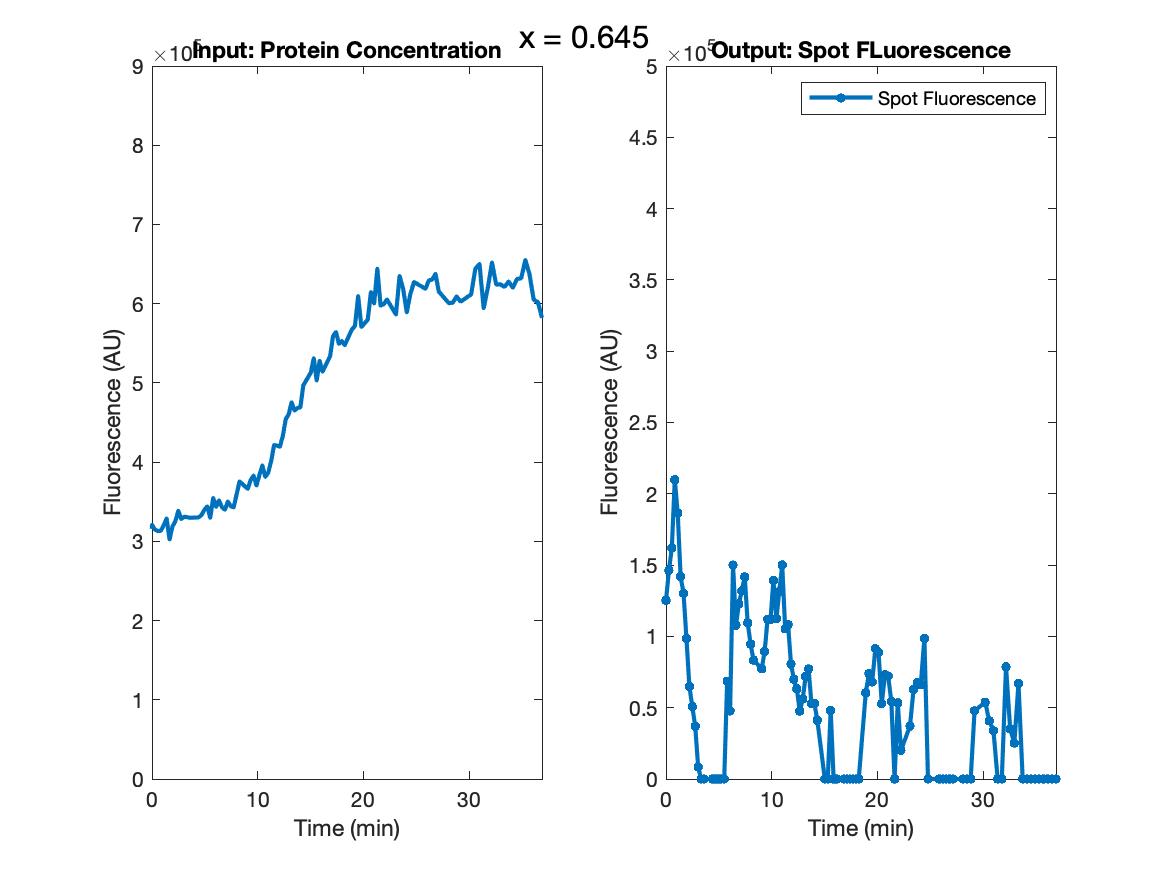 x = 0.645
×10⁵
Input: Protein Concentration
9
8
7
6
5
4
3
2
1
0
Fluorescence (AU)
0 10 20 30
Time (min)
×10⁵
Output: Spot FLuorescence
Spot Fluorescence
5
4.5
4
3.5
3
2.5
2
1.5
1
0.5
0
Fluorescence (AU)
0 10 20 30
Time (min)